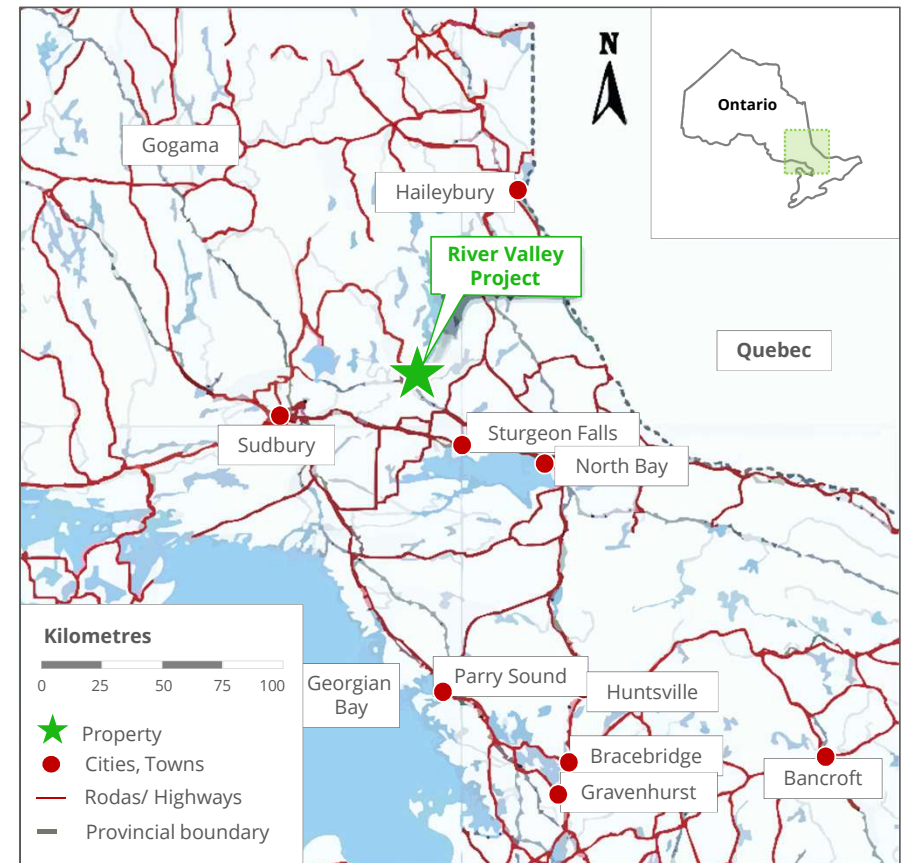 N
Ontario
Gogama
Haileybury
River Valley
Project
Quebec
Sudbury
Sturgeon Falls
North Bay
Kilometres
0 25 50 75 100
Property
Cities, Towns
Rodas/ Highways
Provincial boundary
Georgian
Bay
Parry Sound
Huntsville
Bracebridge
Gravenhurst
Bancroft